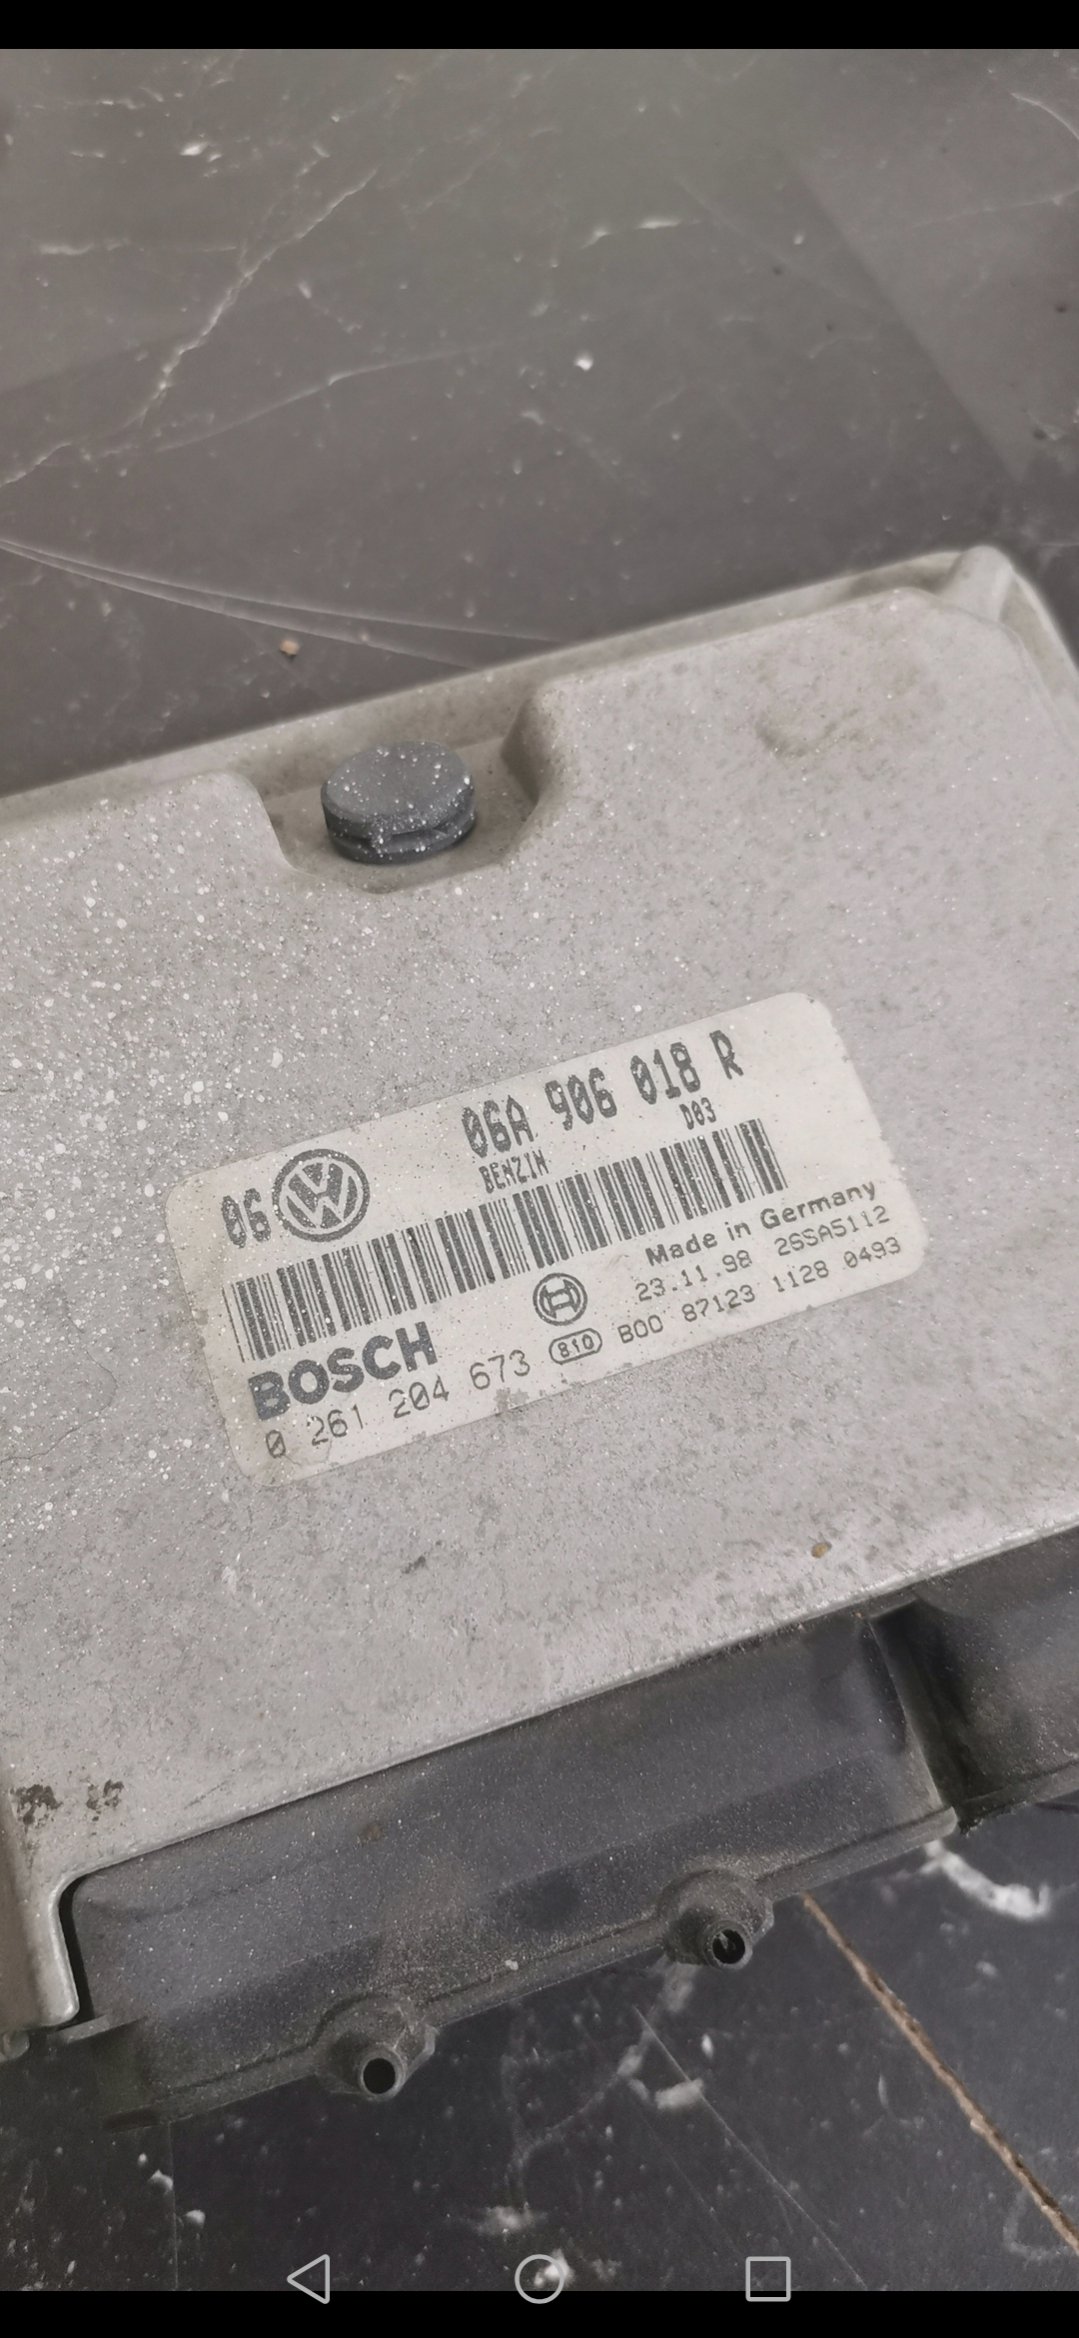 06A 906 018 R
BENZIN D03
06
Made in Germany
23.11.98 26SA5112
BOSCH
0 261 204 673 810 B00 87123 1128 0493